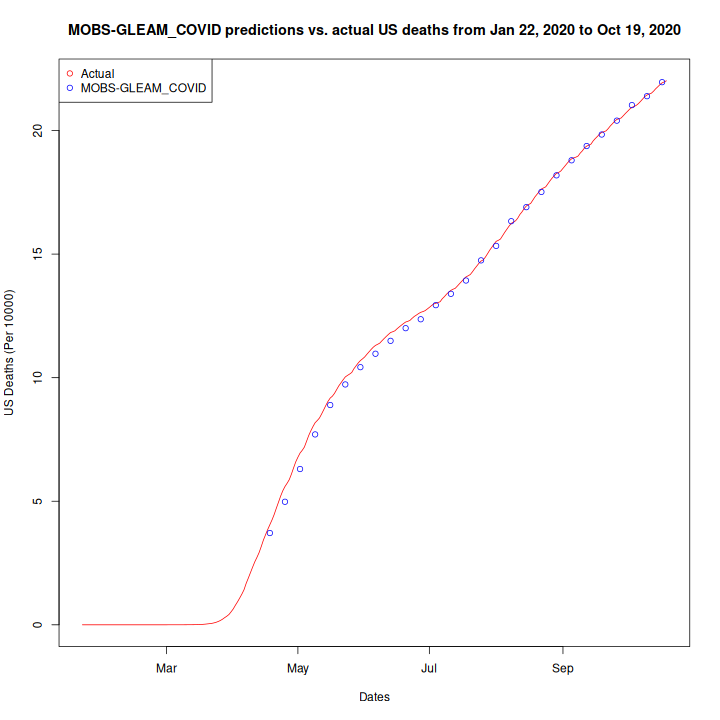 MOBS-GLEAM_COVID predictions vs. actual US deaths from Jan 22, 2020 to Oct 19, 2020
Actual
MOBS-GLEAM_COVID
US Deaths (Per 10000)
20
15
10
5
0
Mar May Jul Sep
Dates